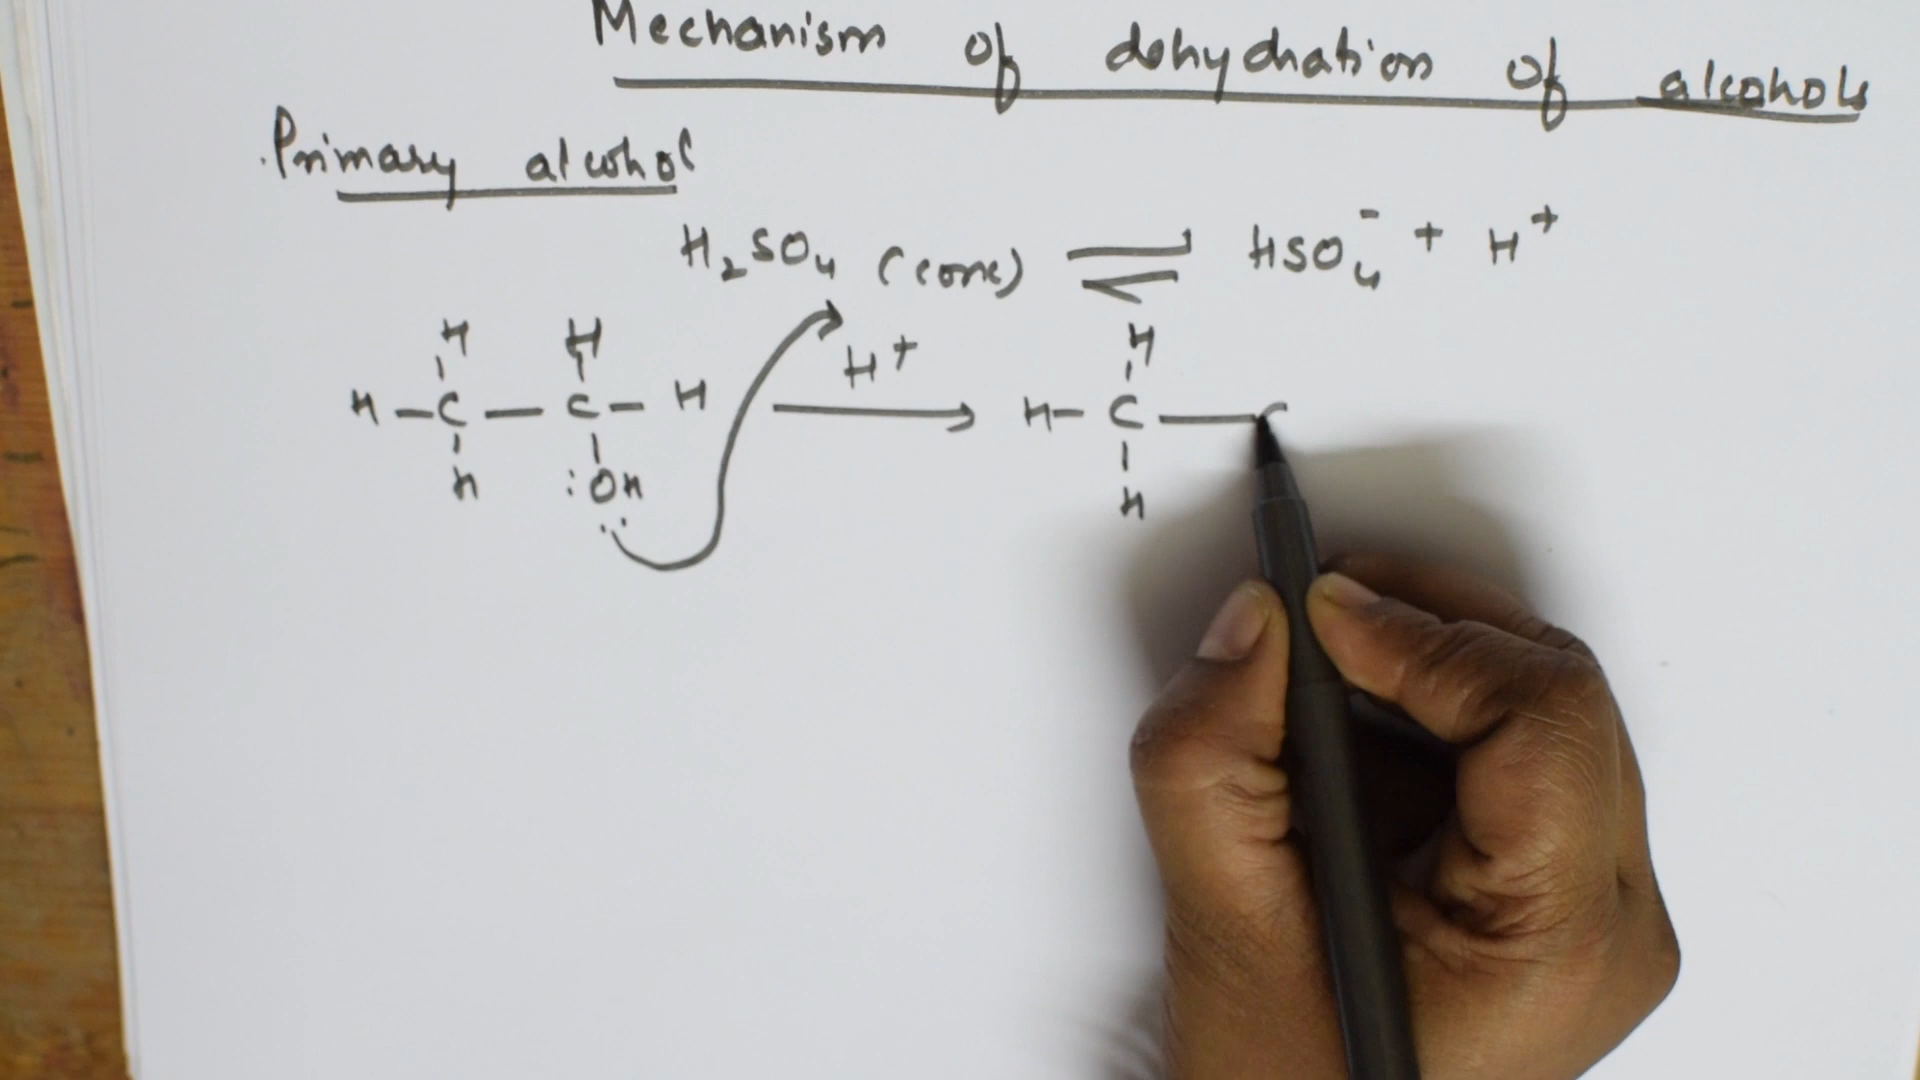 Mechanism of dehydration of alcohols
Primary alcohol
H₂SO₄ (conc) ⇌ HSO₄⁻ + H⁺
H H H⁺ H
H – C – C – H → H – C – C
H :OH H